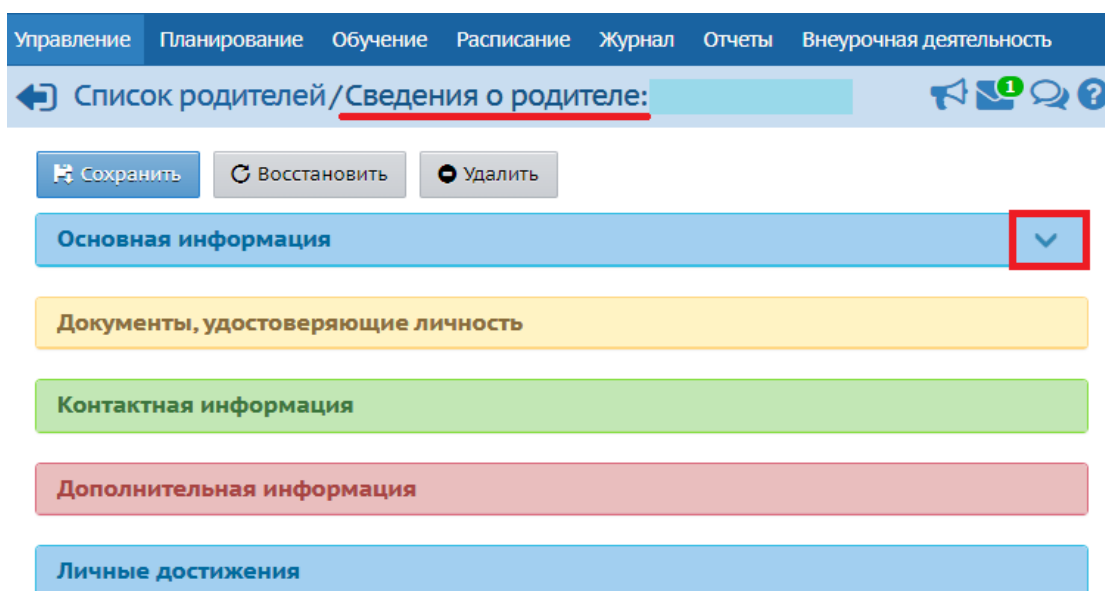 Управление Планирование Обучение Расписание Журнал Отчеты Внеурочная деятельность
Список родителей/Сведения о родителе:
1
?
Сохранить Восстановить Удалить
Основная информация
Документы, удостоверяющие личность
Контактная информация
Дополнительная информация
Личные достижения